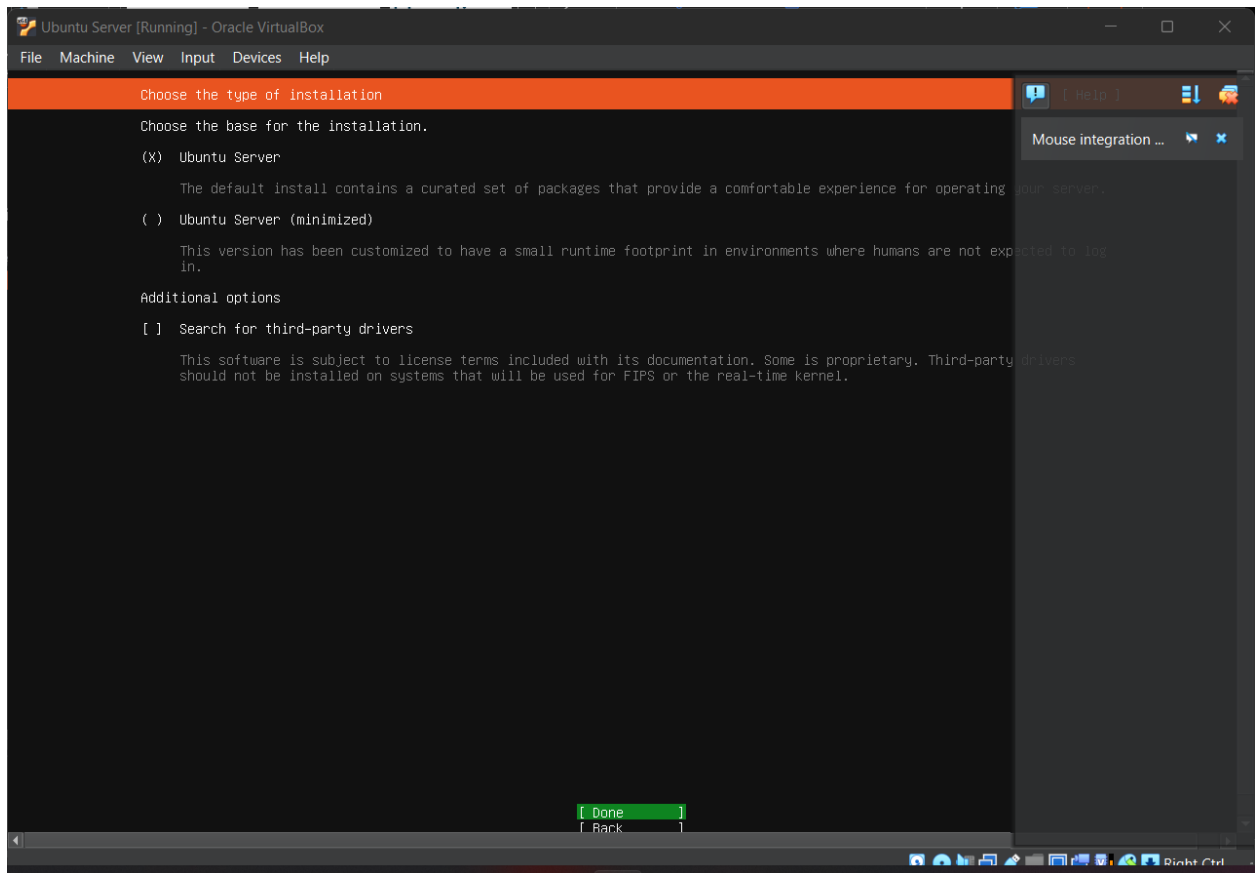 Ubuntu Server [Running] - Oracle VirtualBox
File Machine View Input Devices Help
Choose the type of installation
[ Help ]
Choose the base for the installation.
Mouse integration ...
(X) Ubuntu Server
The default install contains a curated set of packages that provide a comfortable experience for operating your server.
( ) Ubuntu Server (minimized)
This version has been customized to have a small runtime footprint in environments where humans are not expected to log
in.
Additional options
[ ] Search for third-party drivers
This software is subject to license terms included with its documentation. Some is proprietary. Third-party drivers
should not be installed on systems that will be used for FIPS or the real-time kernel.
[ Done ]
[ Back ]
Right Ctrl